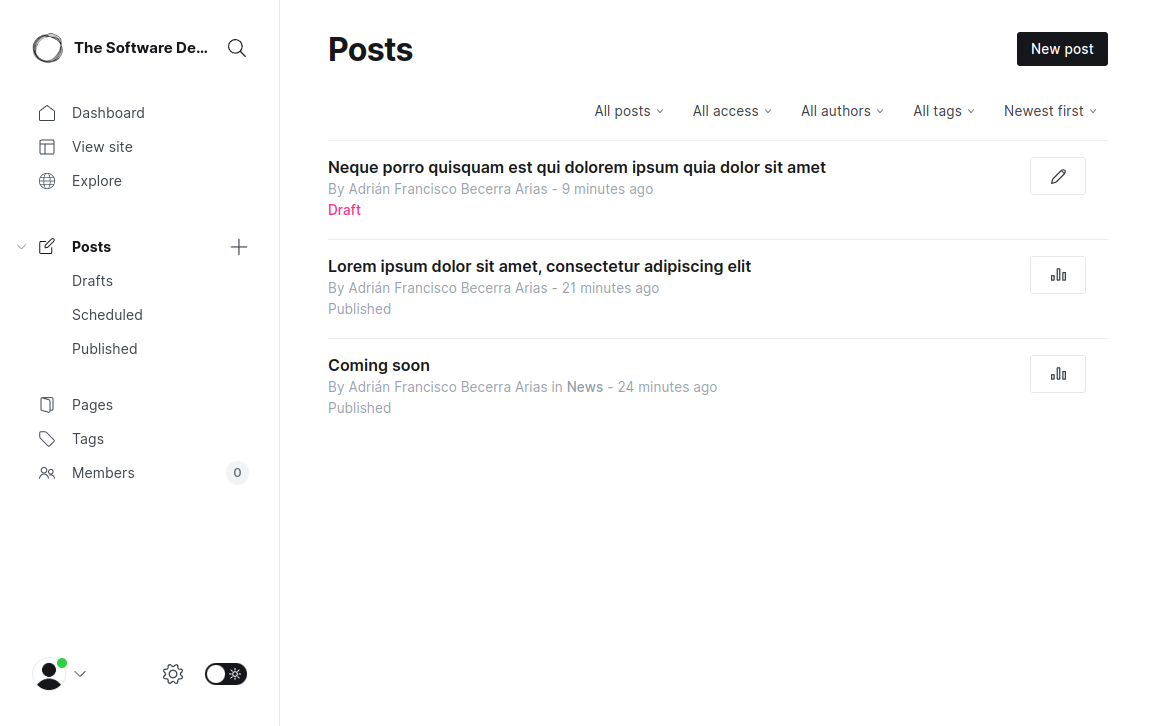 The Software De...
Dashboard
View site
Explore
Posts
Drafts
Scheduled
Published
Pages
Tags
Members
0
Posts
New post
All posts
All access
All authors
All tags
Newest first
Neque porro quisquam est qui dolorem ipsum quia dolor sit amet
By Adrián Francisco Becerra Arias - 9 minutes ago
Draft
Lorem ipsum dolor sit amet, consectetur adipiscing elit
By Adrián Francisco Becerra Arias - 21 minutes ago
Published
Coming soon
By Adrián Francisco Becerra Arias in News - 24 minutes ago
Published